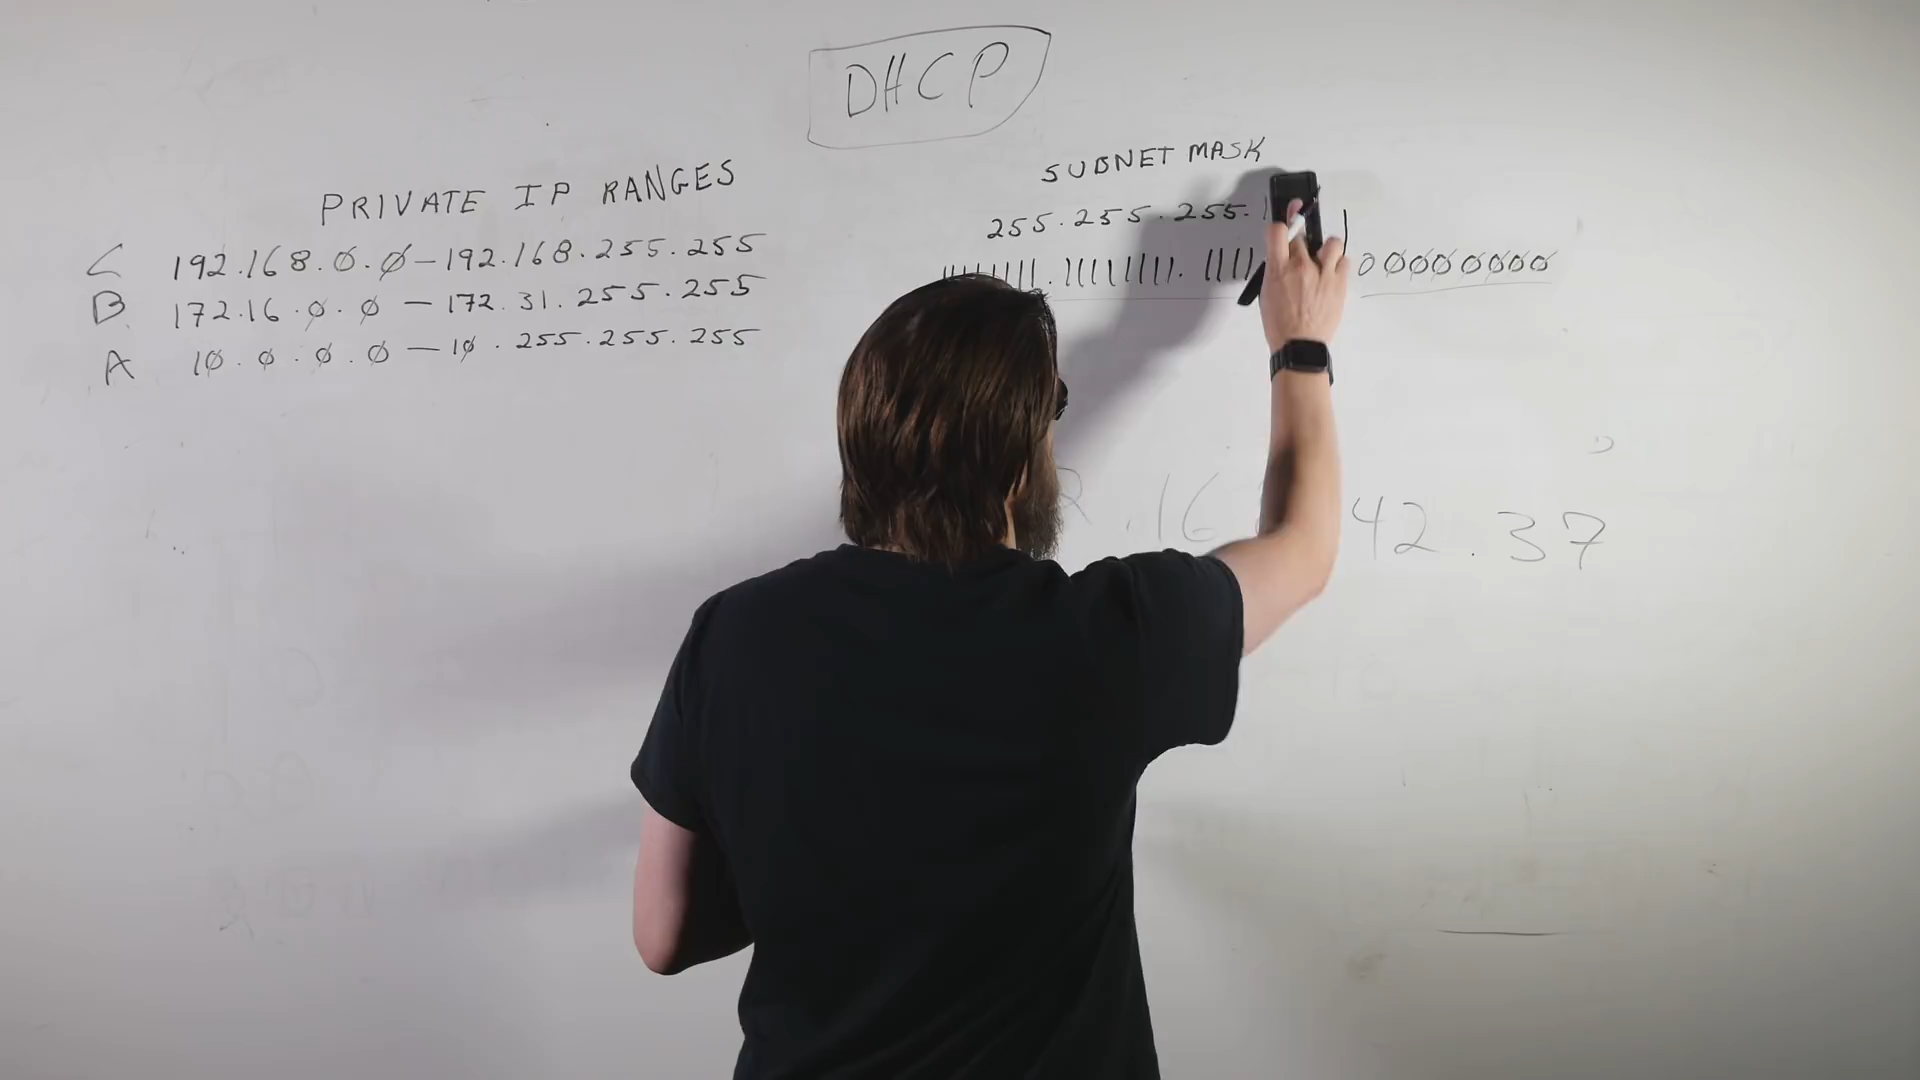 DHCP
PRIVATE IP RANGES
C 192.168.0.0-192.168.255.255
B 172.16.0.0 - 172.31.255.255
A 10.0.0.0 - 10.255.255.255
SUBNET MASK
255.255.255.
11111111.11111111.1111 00000000
2.16 42.37